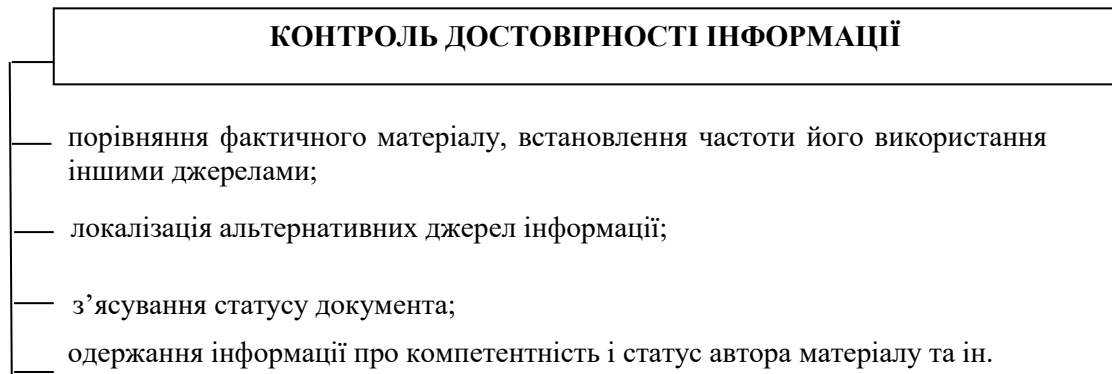 КОНТРОЛЬ ДОСТОВІРНОСТІ ІНФОРМАЦІЇ
порівняння фактичного матеріалу, встановлення частоти його використання
іншими джерелами;
локалізація альтернативних джерел інформації;
з’ясування статусу документа;
одержання інформації про компетентність і статус автора матеріалу та ін.